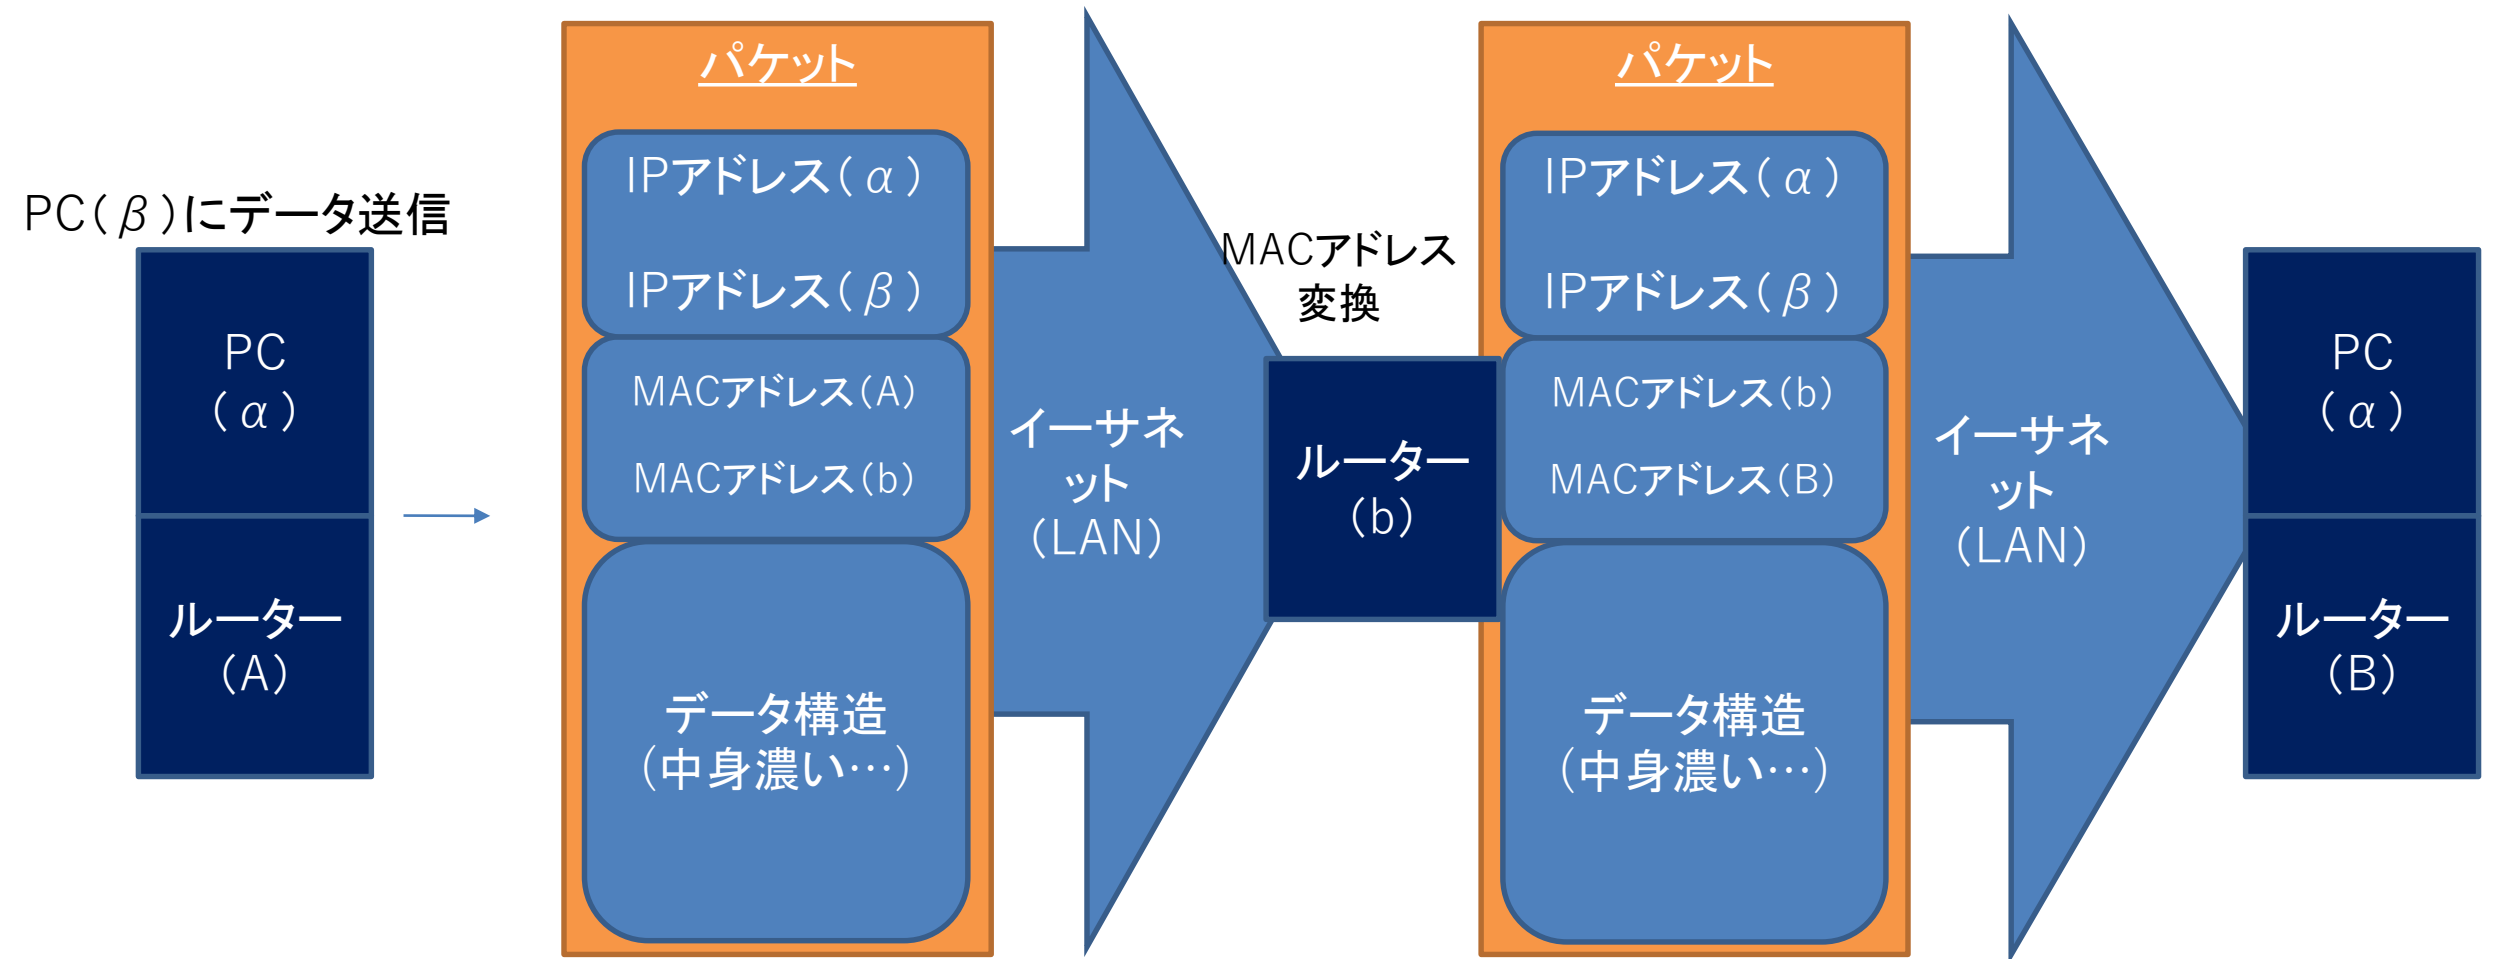 PC(β)にデータ送信
PC
(α)
ルーター
(A)
パケット
IPアドレス(α)
IPアドレス(β)
MACアドレス(A)
MACアドレス(b)
データ構造
(中身濃い…)
イーサネ
ット
(LAN)
MACアドレス
変換
ルーター
(b)
パケット
IPアドレス(α)
IPアドレス(β)
MACアドレス(b)
MACアドレス(B)
データ構造
(中身濃い…)
イーサネ
ット
(LAN)
PC
(α)
ルーター
(B)